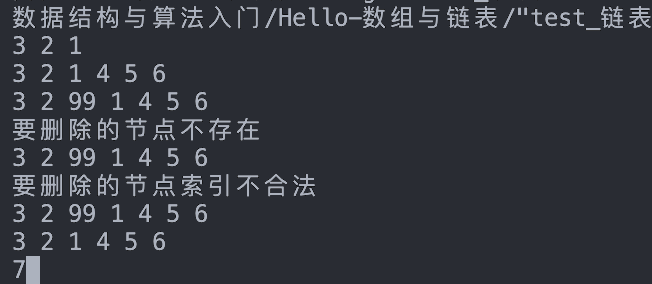 数据结构与算法入门/Hello-数组与链表/"test_链表
3 2 1
3 2 1 4 5 6
3 2 99 1 4 5 6
要删除的节点不存在
3 2 99 1 4 5 6
要删除的节点索引不合法
3 2 99 1 4 5 6
3 2 1 4 5 6
7